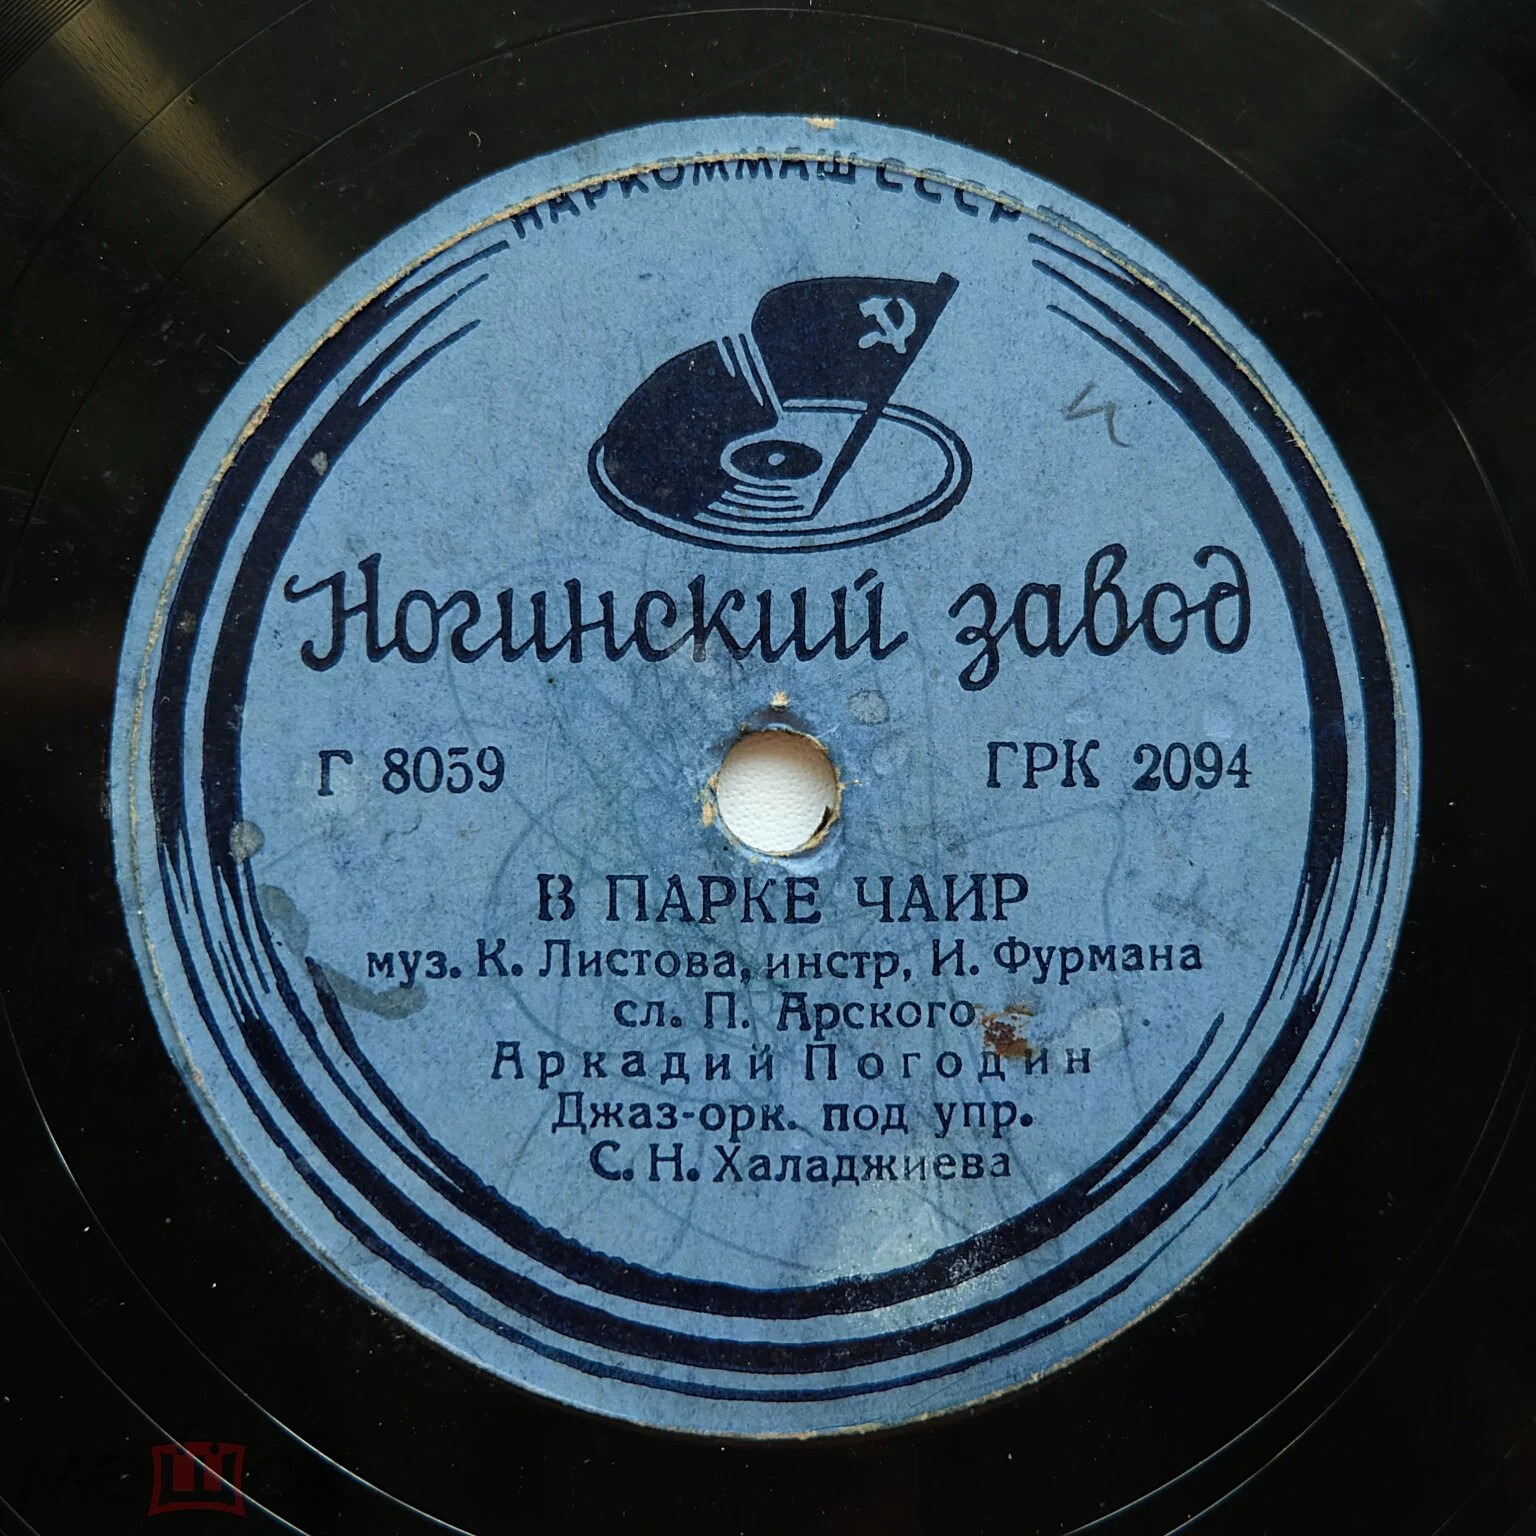 НАРКОММАШ СССР
Ногинский завод
Г 8039 ГРК 2094
В ПАРКЕ ЧАИР
муз. К. Листова, инстр. И. Фурмана
сл. П. Арского
Аркадий Погодин
Джаз-орк. под упр.
С. Н. Халаджиева